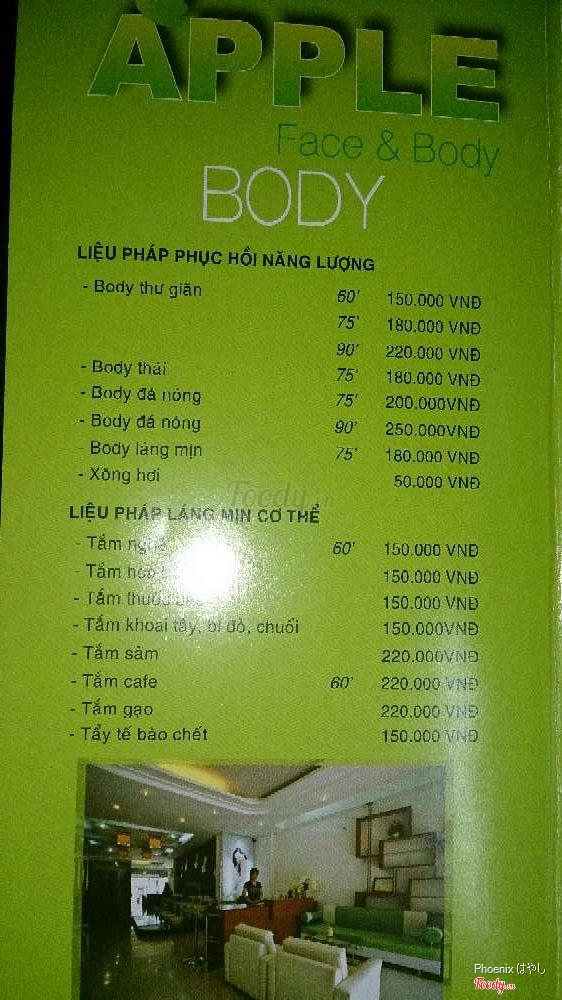 APPLE
Face & Body
BODY
LIỆU PHÁP PHỤC HỒI NĂNG LƯỢNG
- Body thư giãn 60' 150.000 VNĐ
75' 180.000 VNĐ
90' 220.000 VNĐ
- Body thái 75' 180.000 VNĐ
- Body đá nóng 75' 200.000VNĐ
- Body đá nóng 90' 250.000VNĐ
- Body láng mịn 75' 180.000 VNĐ
- Xông hơi 50.000 VNĐ
Foody.vn
LIỆU PHÁP LÁNG MỊN CƠ THỂ
- Tắm 60' 150.000 VNĐ
- Tắm 150.000 VNĐ
- Tắm 150.000 VNĐ
- Tắm khoai tây, bí đỏ, chuối 150.000VNĐ
- Tắm sâm 220.000VNĐ
- Tắm cafe 60' 220.000 VNĐ
- Tắm gạo 220.000 VNĐ
- Tẩy tế bào chết 150.000 VNĐ
Phoenix はやし
Foody.vn